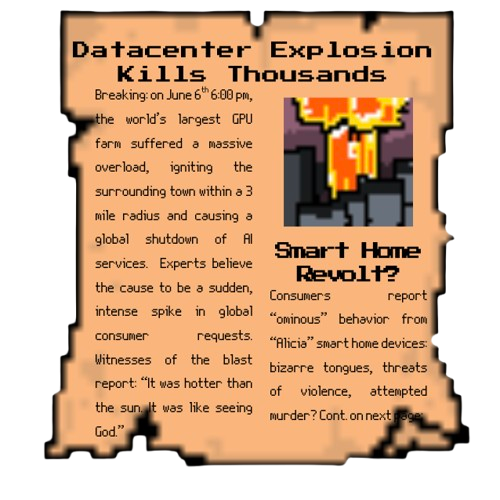 Datacenter Explosion
Kills Thousands
Breaking: on June 6th 6:00 pm,
the world's largest GPU
farm suffered a massive
overload, igniting the
surrounding town within a 3
mile radius and causing a
global shutdown of AI
services. Experts believe
the cause to be a sudden,
intense spike in global
consumer requests.
Witnesses of the blast
report: “It was hotter than
the sun. It was like seeing
God.”
Smart Home
Revolt?
Consumers report
“ominous” behavior from
“Alicia” smart home devices:
bizarre tongues, threats
of violence, attempted
murder? Cont. on next page: